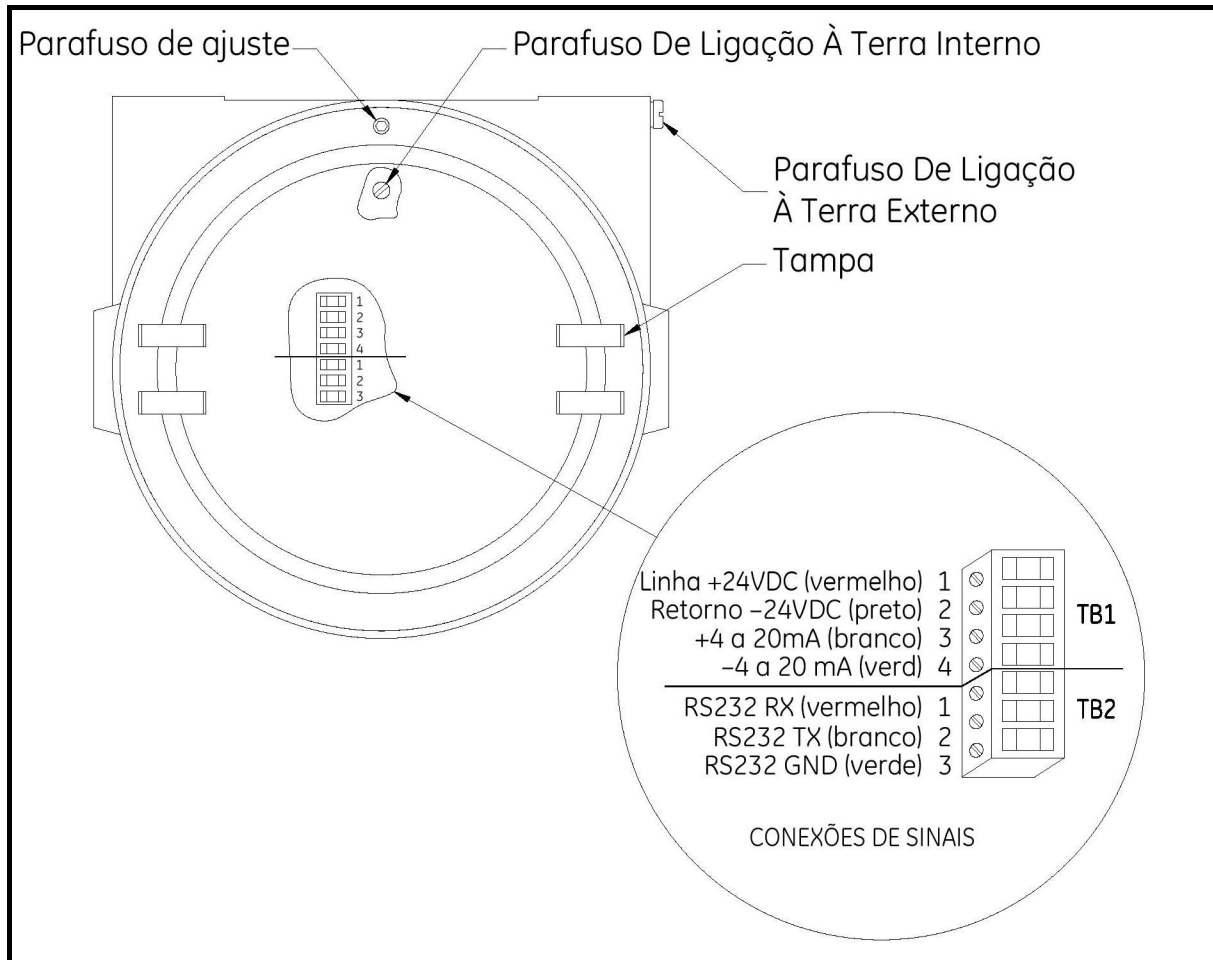 Parafuso de ajuste
Parafuso De Ligação À Terra Interno
Parafuso De Ligação
À Terra Externo
Tampa
1
2
3
4
1
2
3
Linha +24VDC (vermelho) 1
Retorno –24VDC (preto) 2
+4 a 20mA (branco) 3
–4 a 20 mA (verd) 4
TB1
RS232 RX (vermelho) 1
RS232 TX (branco) 2
RS232 GND (verde) 3
TB2
CONEXÕES DE SINAIS